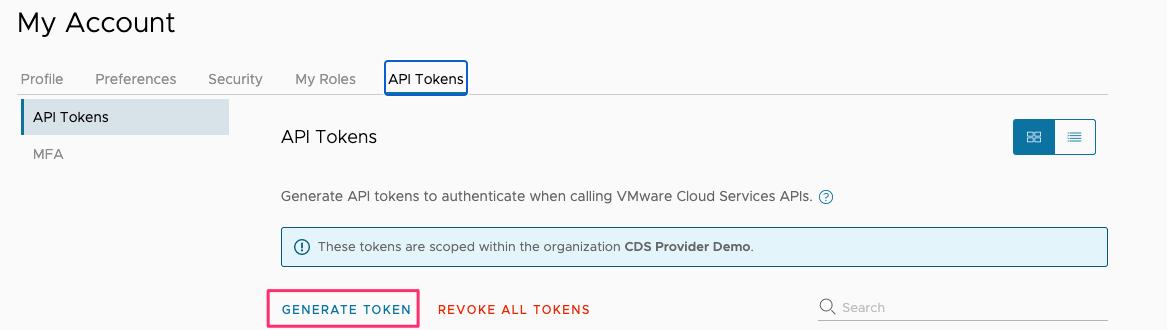 My Account
Profile Preferences Security My Roles API Tokens
API Tokens
MFA
API Tokens
Generate API tokens to authenticate when calling VMware Cloud Services APIs.
These tokens are scoped within the organization CDS Provider Demo.
GENERATE TOKEN REVOKE ALL TOKENS Search